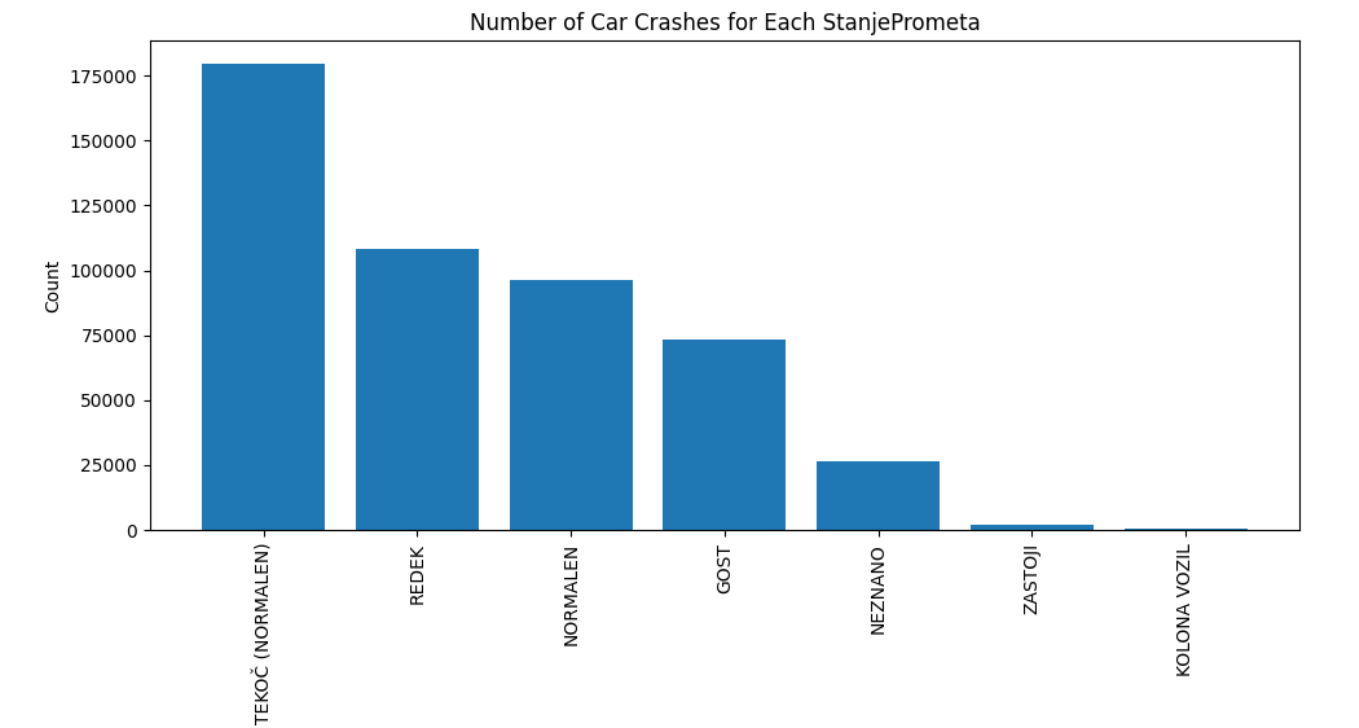 Number of Car Crashes for Each StanjePrometa
175000
150000
125000
100000
75000
50000
25000
0
Count
TEKOČ (NORMALEN)
REDEK
NORMALEN
GOST
NEZNANO
ZASTOJI
KOLONA VOZIL